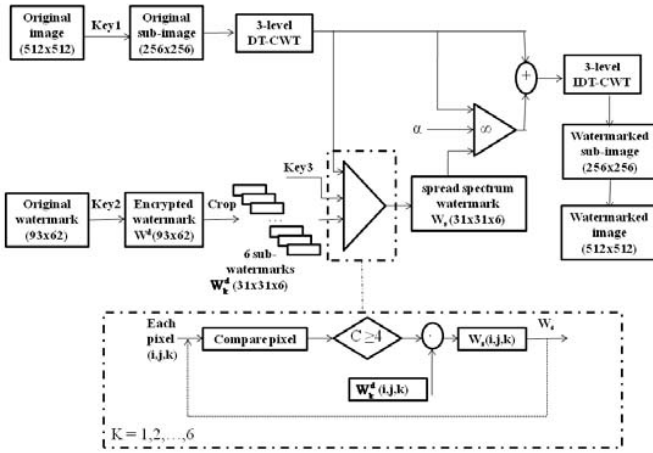 Original
image
(512x512)
Key1
Original
sub-image
(256x256)
3-level
DT-CWT
+
3-level
IDT-CWT
α
∞
Watermarked
sub-image
(256x256)
Watermarked
image
(512x512)
Key3
Original
watermark
(93x62)
Key2
Encrypted
watermark
Wᵈ(93x62)
Crop
...
6 sub-
watermarks
Wᵈₖ(31x31x6)
spread spectrum
watermark
Wₛ(31x31x6)
Each
pixel
(i,j,k)
Compare pixel
C ≥4
.
Wₛ(i,j,k)
Wₛ
Wᵈₖ(i,j,k)
K = 1,2,...,6